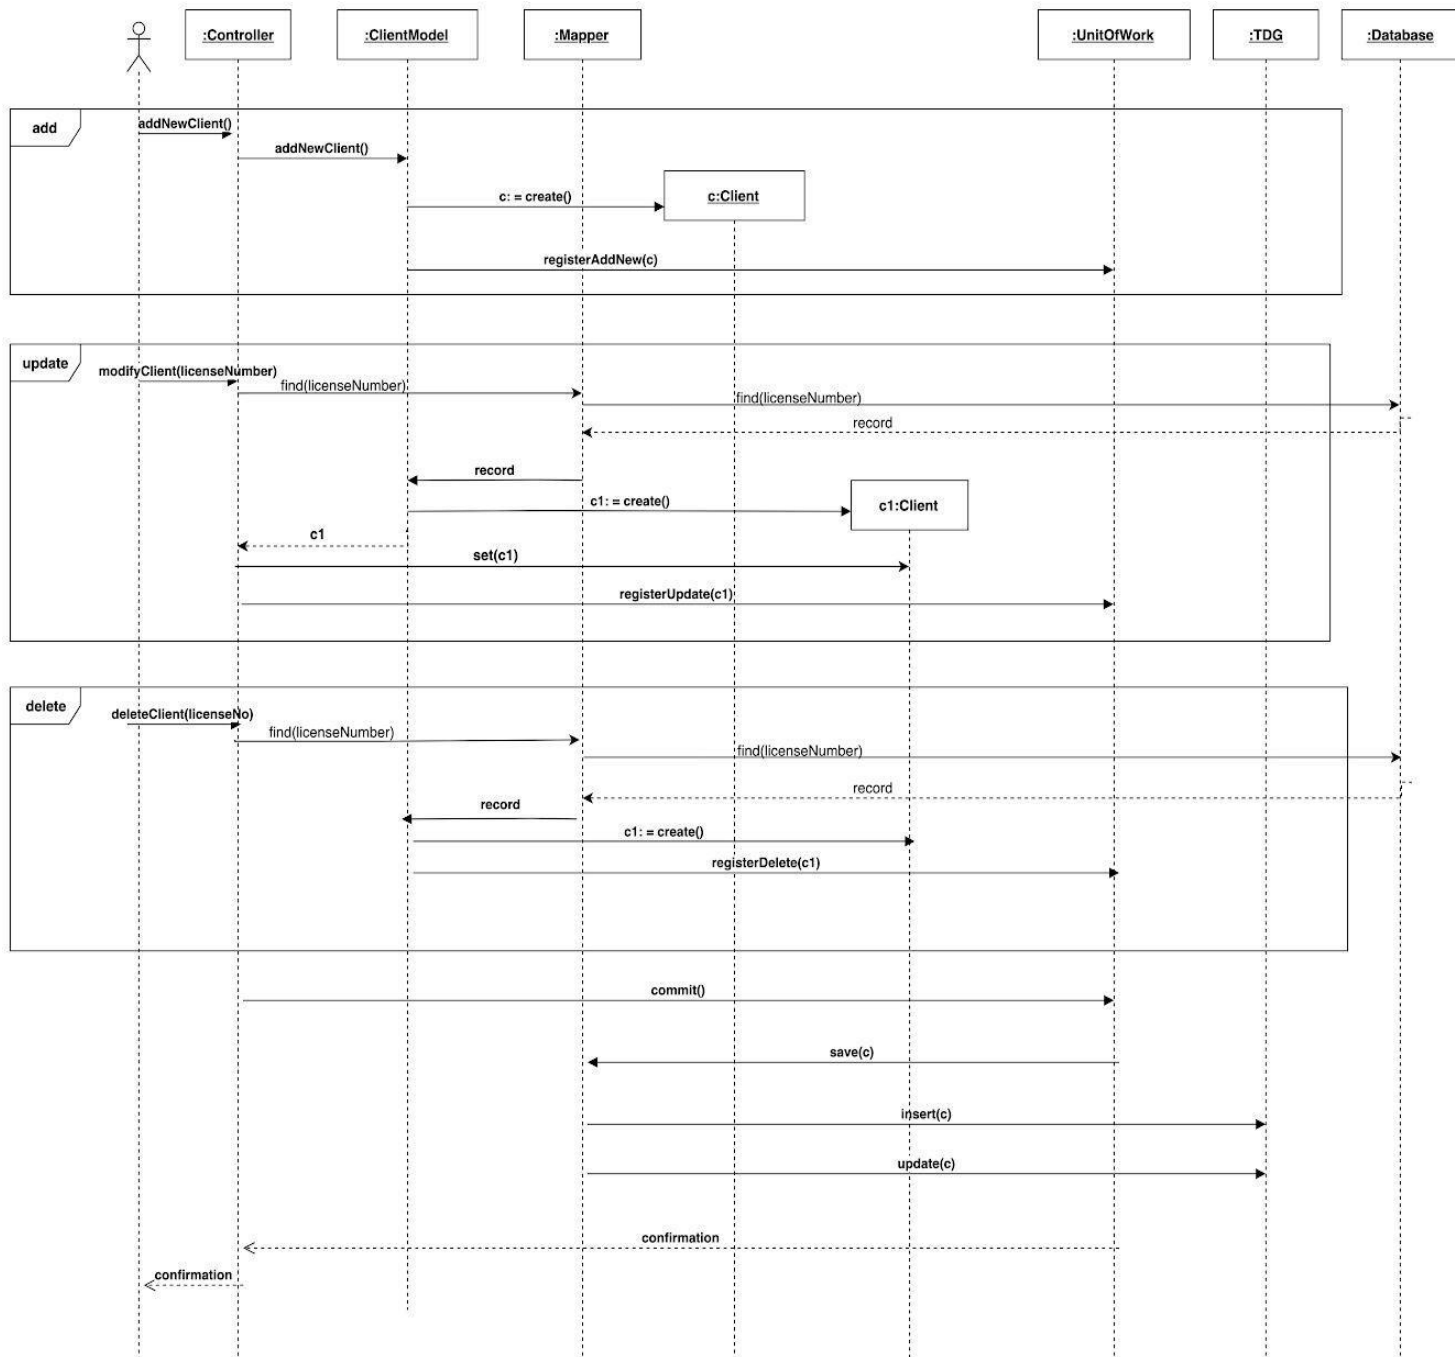 :Controller
:ClientModel
:Mapper
:UnitOfWork
:TDG
:Database
add
addNewClient()
addNewClient()
c: = create()
c:Client
registerAddNew(c)
update
modifyClient(licenseNumber)
find(licenseNumber)
find(licenseNumber)
record
record
c1: = create()
c1:Client
c1
set(c1)
registerUpdate(c1)
delete
deleteClient(licenseNo)
find(licenseNumber)
find(licenseNumber)
record
record
c1: = create()
registerDelete(c1)
commit()
save(c)
insert(c)
update(c)
confirmation
confirmation